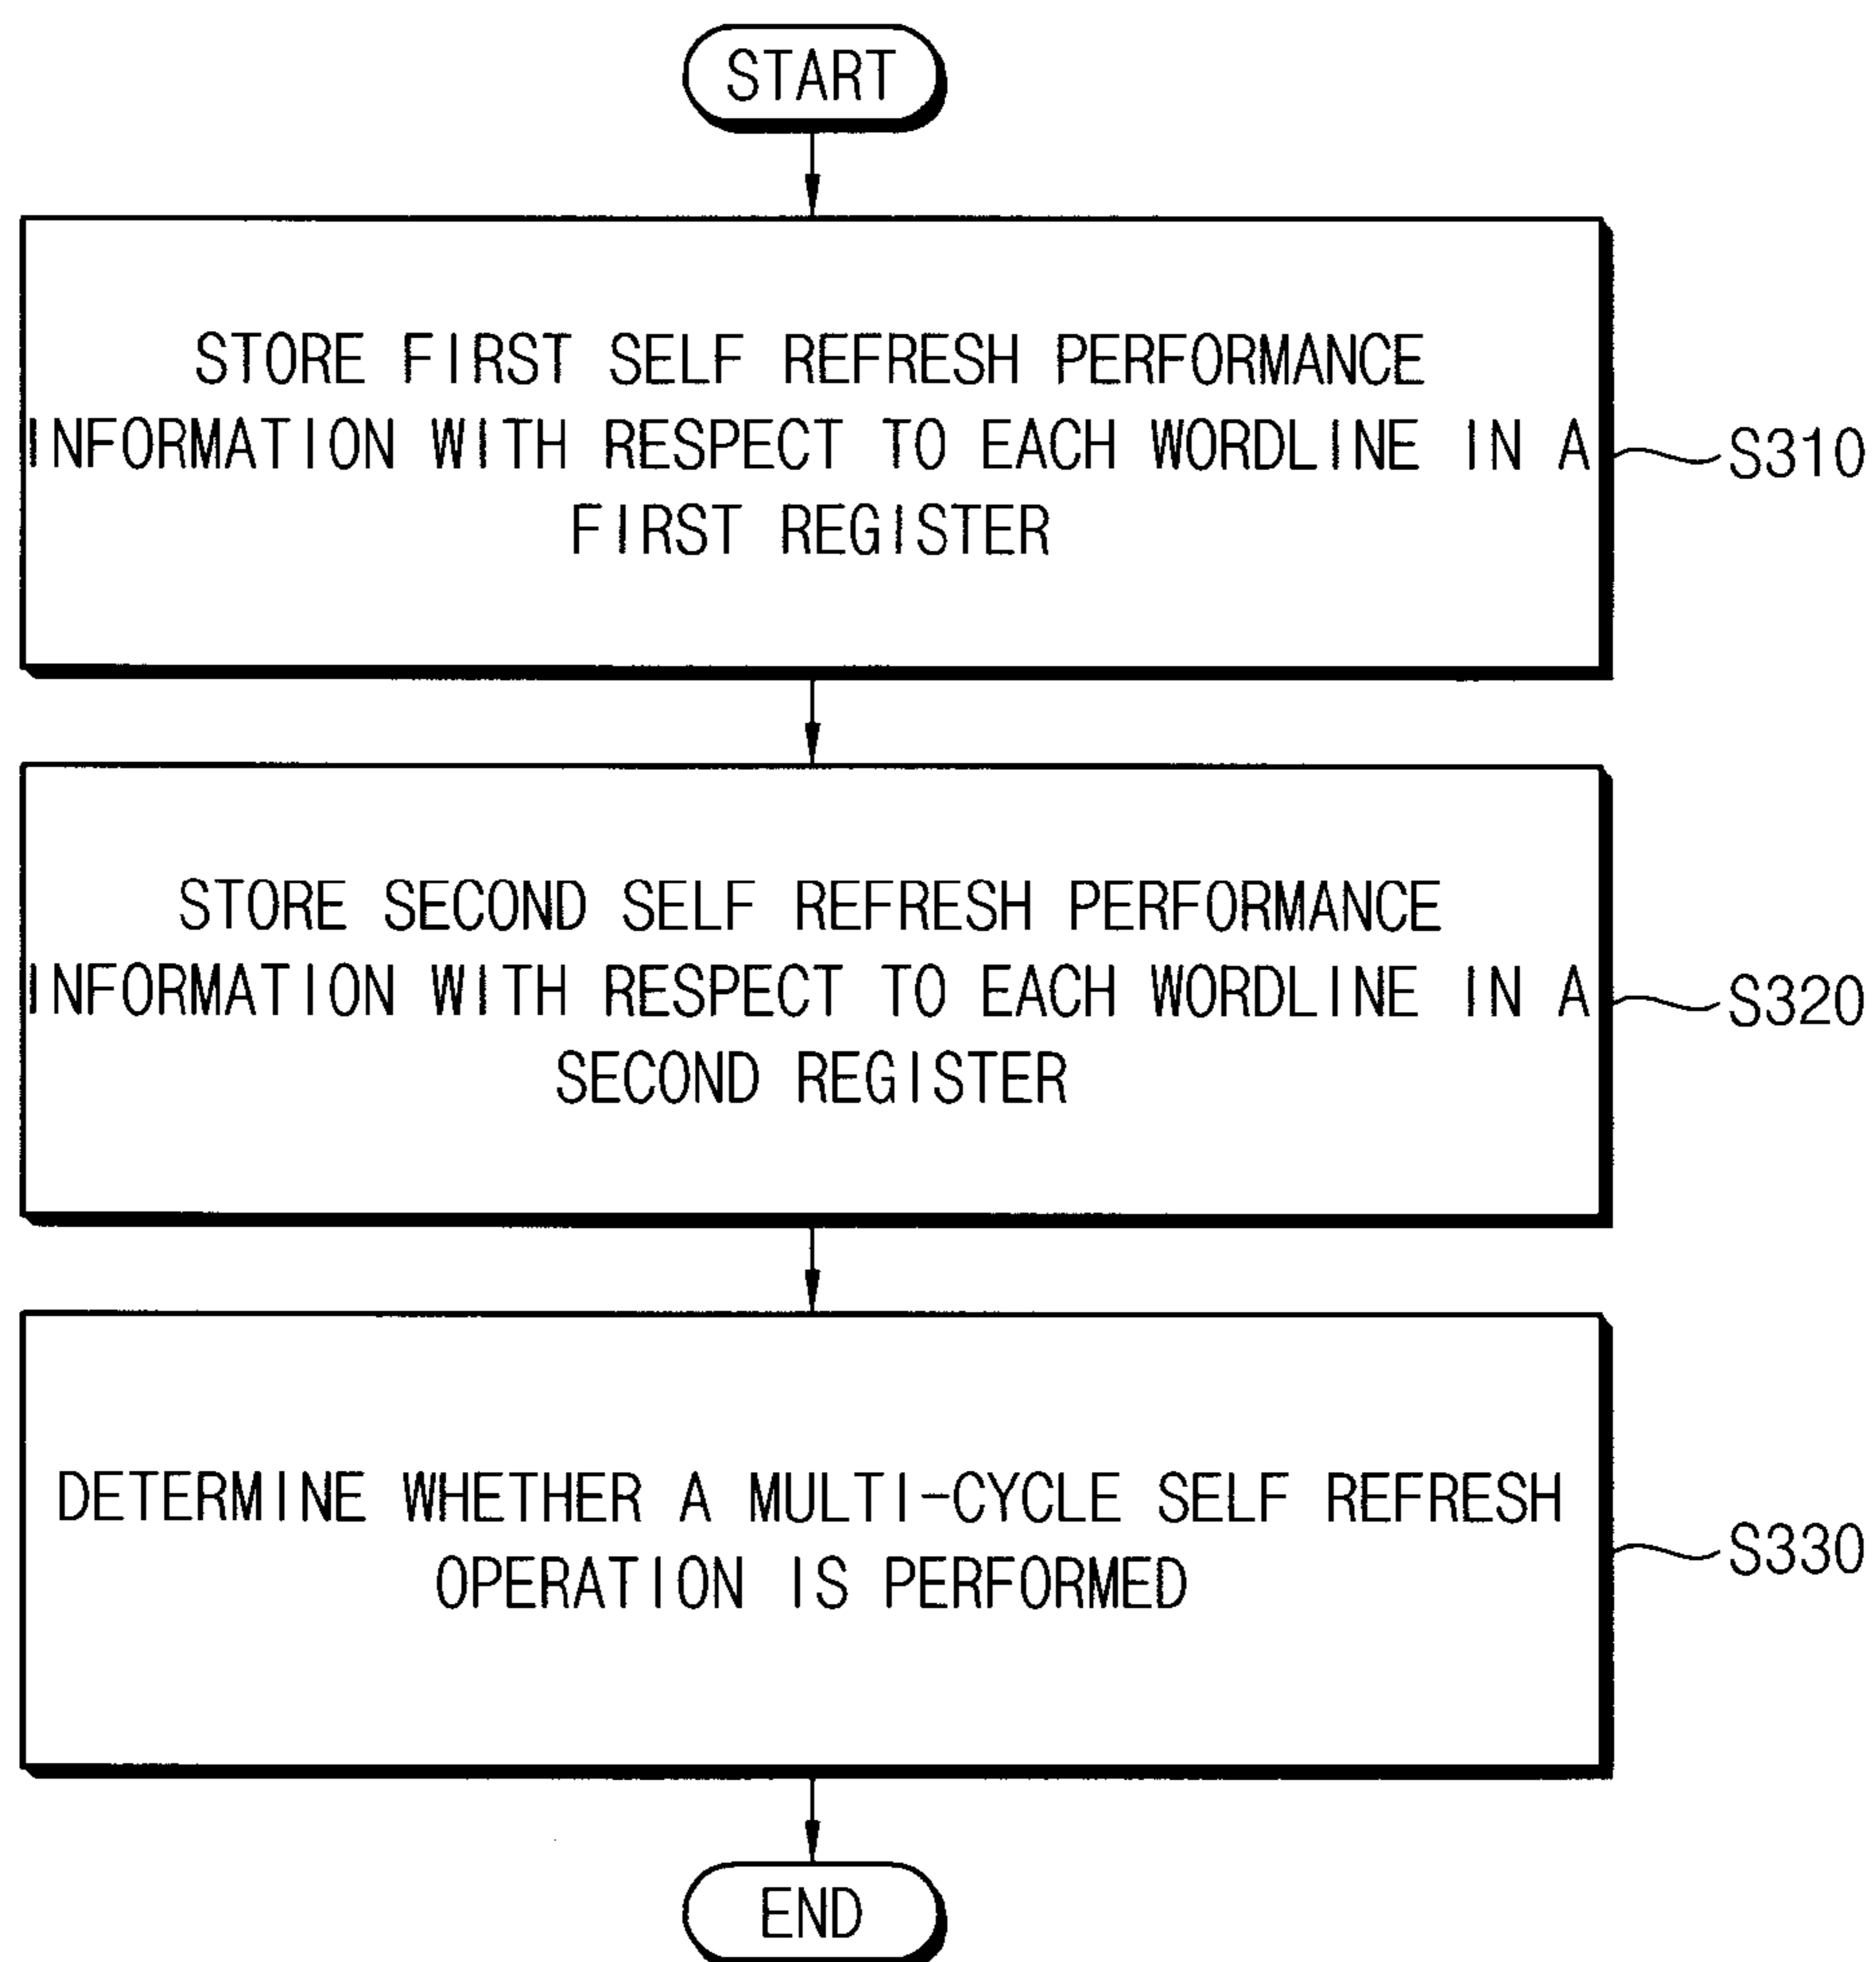 START
STORE FIRST SELF REFRESH PERFORMANCE
INFORMATION WITH RESPECT TO EACH WORDLINE IN A
FIRST REGISTER
S310
STORE SECOND SELF REFRESH PERFORMANCE
INFORMATION WITH RESPECT TO EACH WORDLINE IN A
SECOND REGISTER
S320
DETERMINE WHETHER A MULTI-CYCLE SELF REFRESH
OPERATION IS PERFORMED
S330
END